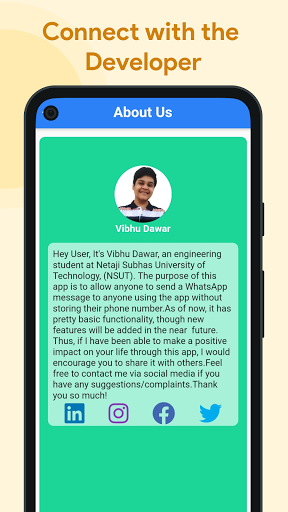 Connect with the
Developer
About Us
Vibhu Dawar
Hey User, It's Vibhu Dawar, an engineering
student at Netaji Subhas University of
Technology, (NSUT). The purpose of this
app is to allow anyone to send a WhatsApp
message to anyone using the app without
storing their phone number.As of now, it has
pretty basic functionality, though new
features will be added in the near future.
Thus, if I have been able to make a positive
impact on your life through this app, I would
encourage you to share it with others.Feel
free to contact me via social media if you
have any suggestions/complaints.Thank
you so much!